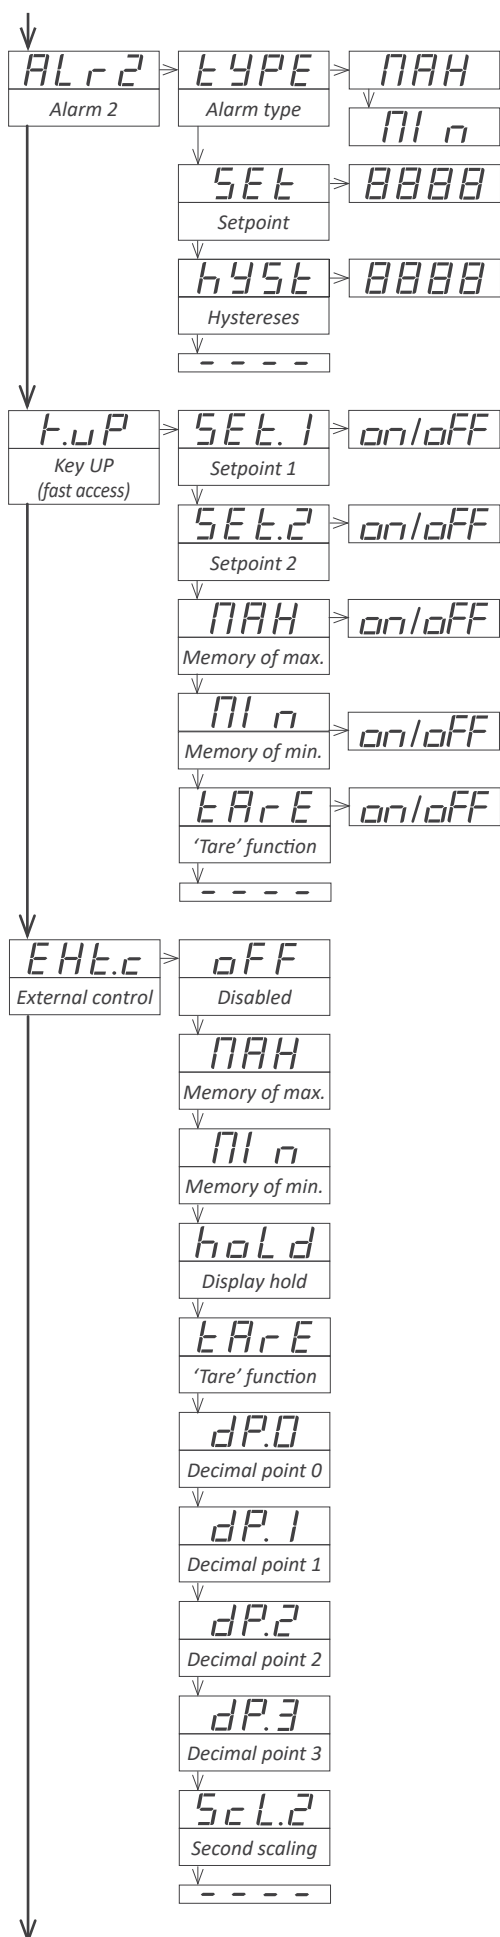 ALr2
Alarm 2
tYPE
Alarm type
MAH
MIn
SEt
Setpoint
8888
hYSt
Hystereses
8888
----
K.uP
Key UP
(fast access)
SEt.1
Setpoint 1
on/oFF
SEt.2
Setpoint 2
on/oFF
MAH
Memory of max.
on/oFF
MIn
Memory of min.
on/oFF
tArE
‘Tare’ function
on/oFF
----
EHt.c
External control
oFF
Disabled
MAH
Memory of max.
MIn
Memory of min.
hoLd
Display hold
tArE
‘Tare’ function
dP.0
Decimal point 0
dP.1
Decimal point 1
dP.2
Decimal point 2
dP.3
Decimal point 3
ScL.2
Second scaling
----